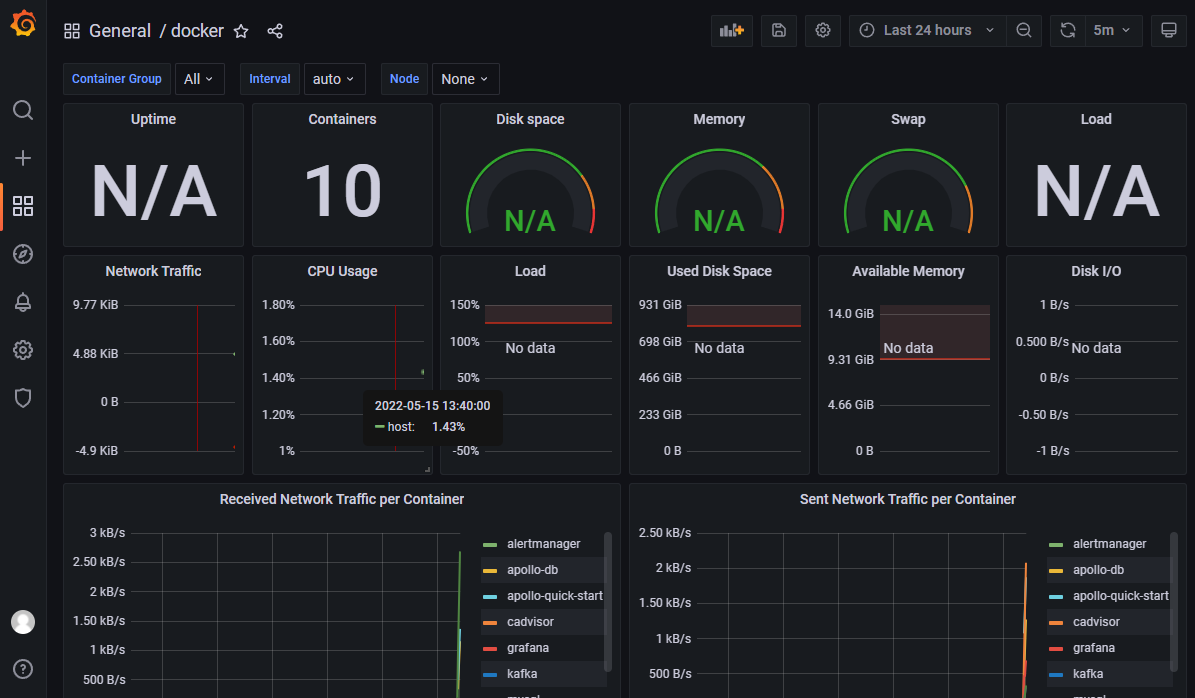 General / docker
Last 24 hours
5m
Container Group All Interval auto Node None
Uptime
N/A
Containers
10
Disk space
N/A
Memory
N/A
Swap
N/A
Load
N/A
Network Traffic
9.77 KiB
4.88 KiB
0 B
-4.9 KiB
CPU Usage
1.80%
1.60%
1.40%
1.20%
1%
2022-05-15 13:40:00
host: 1.43%
Load
150%
100%
No data
50%
-50%
Used Disk Space
931 GiB
698 GiB
No data
466 GiB
233 GiB
0 B
Available Memory
14.0 GiB
No data
9.31 GiB
4.66 GiB
0 B
Disk I/O
1 B/s
0.500 B/s
No data
0 B/s
-0.50 B/s
-1 B/s
Received Network Traffic per Container
3 kB/s
2.50 kB/s
2 kB/s
1.50 kB/s
1 kB/s
500 B/s
alertmanager
apollo-db
apollo-quick-start
cadvisor
grafana
kafka
Sent Network Traffic per Container
2.50 kB/s
2 kB/s
1.50 kB/s
1 kB/s
500 B/s
alertmanager
apollo-db
apollo-quick-start
cadvisor
grafana
kafka